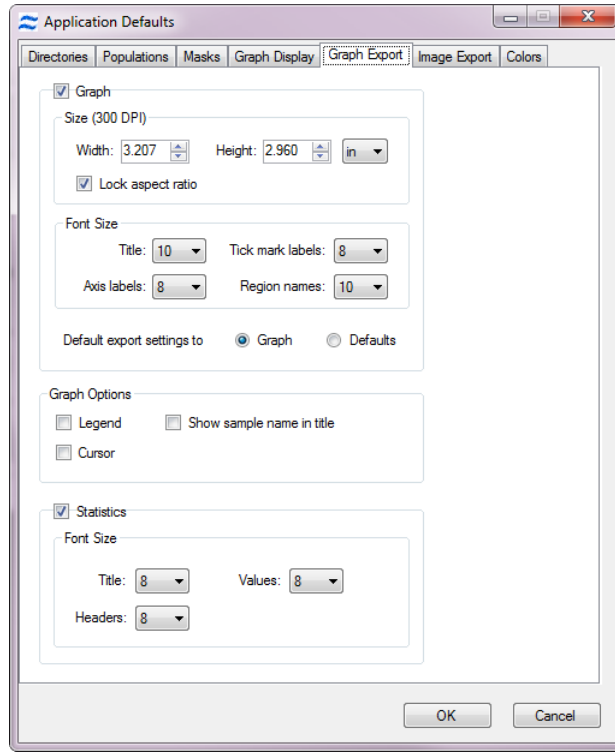 Application Defaults
Directories Populations Masks Graph Display Graph Export Image Export Colors
Graph
Size (300 DPI)
Width: 3.207 Height: 2.960 in
Lock aspect ratio
Font Size
Title: 10 Tick mark labels: 8
Axis labels: 8 Region names: 10
Default export settings to Graph Defaults
Graph Options
Legend Show sample name in title
Cursor
Statistics
Font Size
Title: 8 Values: 8
Headers: 8
OK Cancel